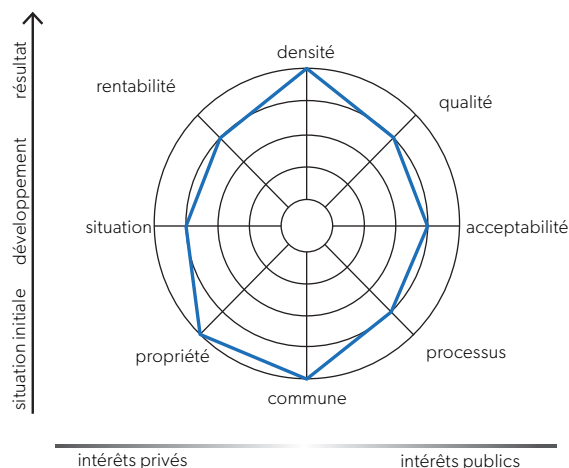 résultat
développement
situation initiale
densité
rentabilité
qualité
situation
acceptabilité
propriété
processus
commune
intérêts privés
intérêts publics